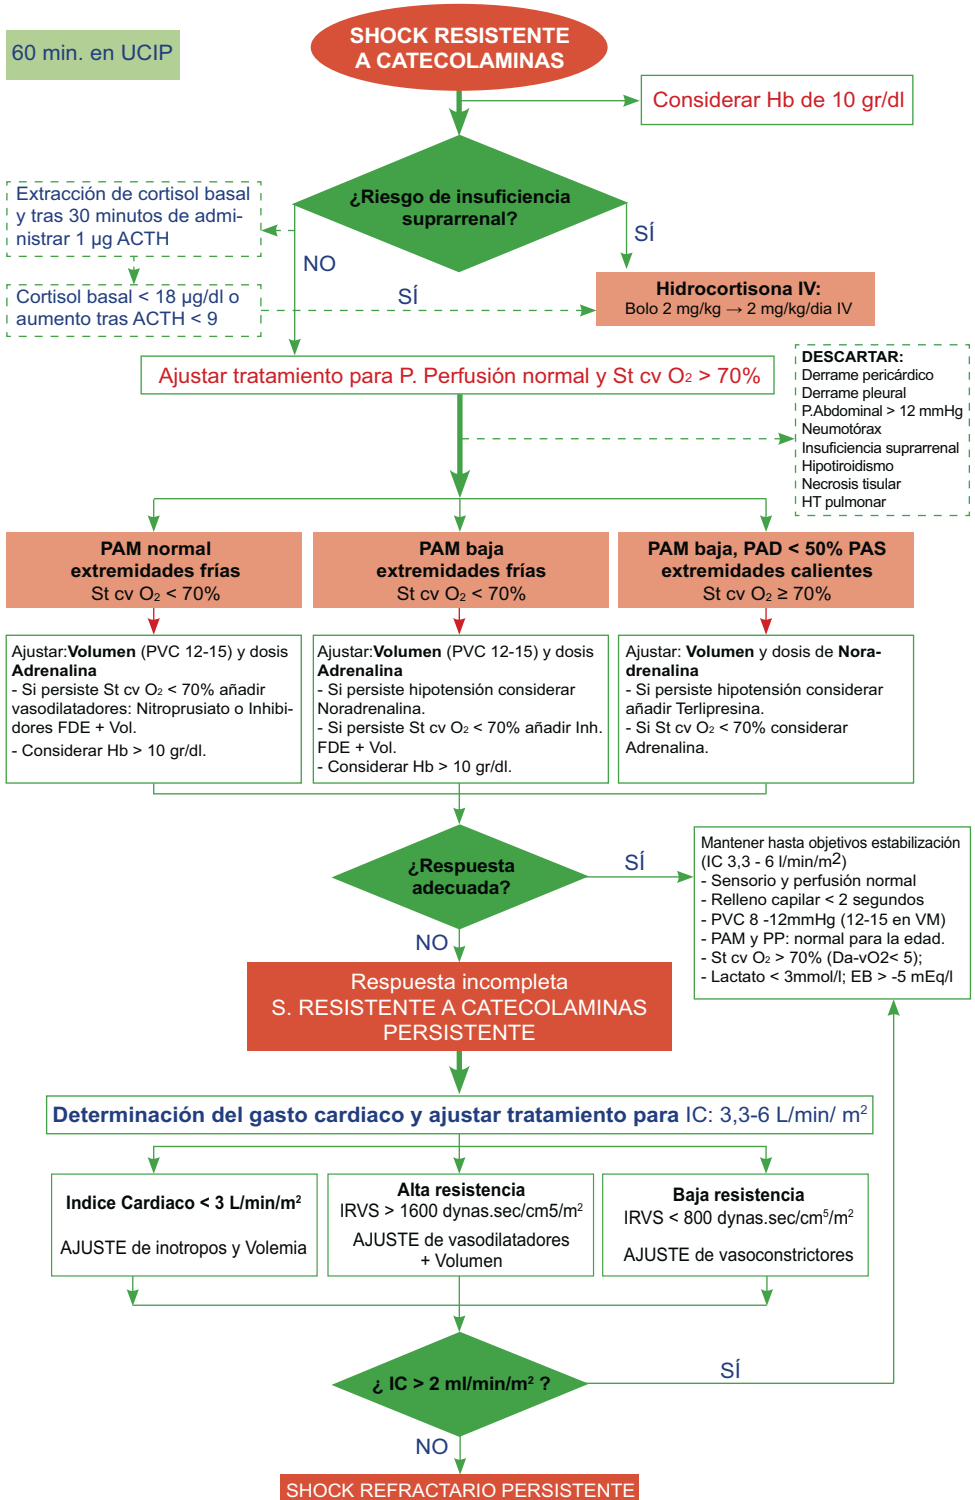 60 min. en UCIP
SHOCK RESISTENTE
A CATECOLAMINAS
Considerar Hb de 10 gr/dl
¿Riesgo de insuficiencia
suprarrenal?
Extracción de cortisol basal
y tras 30 minutos de admi-
nistrar 1 µg ACTH
SÍ
NO
Cortisol basal < 18 µg/dl o
aumento tras ACTH < 9
SÍ
Hidrocortisona IV:
Bolo 2 mg/kg → 2 mg/kg/dia IV
Ajustar tratamiento para P. Perfusión normal y St cv O₂ > 70%
DESCARTAR:
Derrame pericárdico
Derrame pleural
P.Abdominal > 12 mmHg
Neumotórax
Insuficiencia suprarrenal
Hipotiroidismo
Necrosis tisular
HT pulmonar
PAM normal
extremidades frías
St cv O₂ < 70%
PAM baja
extremidades frías
St cv O₂ < 70%
PAM baja, PAD < 50% PAS
extremidades calientes
St cv O₂ ≥ 70%
Ajustar:Volumen (PVC 12-15) y dosis
Adrenalina
- Si persiste St cv O₂ < 70% añadir
vasodilatadores: Nitroprusiato o Inhibi-
dores FDE + Vol.
- Considerar Hb > 10 gr/dl.
Ajustar:Volumen (PVC 12-15) y dosis
Adrenalina
- Si persiste hipotensión considerar
Noradrenalina.
- Si persiste St cv O₂ < 70% añadir Inh.
FDE + Vol.
- Considerar Hb > 10 gr/dl.
Ajustar: Volumen y dosis de Nora-
drenalina
- Si persiste hipotensión considerar
añadir Terlipresina.
- Si St cv O₂ < 70% considerar
Adrenalina.
¿Respuesta
adecuada?
SÍ
NO
Mantener hasta objetivos estabilización
(IC 3,3 - 6 l/min/m²)
- Sensorio y perfusión normal
- Relleno capilar < 2 segundos
- PVC 8 -12mmHg (12-15 en VM)
- PAM y PP: normal para la edad.
- St cv O₂ > 70% (Da-vO2< 5);
- Lactato < 3mmol/l; EB > -5 mEq/l
Respuesta incompleta
S. RESISTENTE A CATECOLAMINAS
PERSISTENTE
Determinación del gasto cardiaco y ajustar tratamiento para IC: 3,3-6 L/min/ m²
Indice Cardiaco < 3 L/min/m²
AJUSTE de inotropos y Volemia
Alta resistencia
IRVS > 1600 dynas.sec/cm5/m²
AJUSTE de vasodilatadores
+ Volumen
Baja resistencia
IRVS < 800 dynas.sec/cm⁵/m²
AJUSTE de vasoconstrictores
¿ IC > 2 ml/min/m² ?
SÍ
NO
SHOCK REFRACTARIO PERSISTENTE